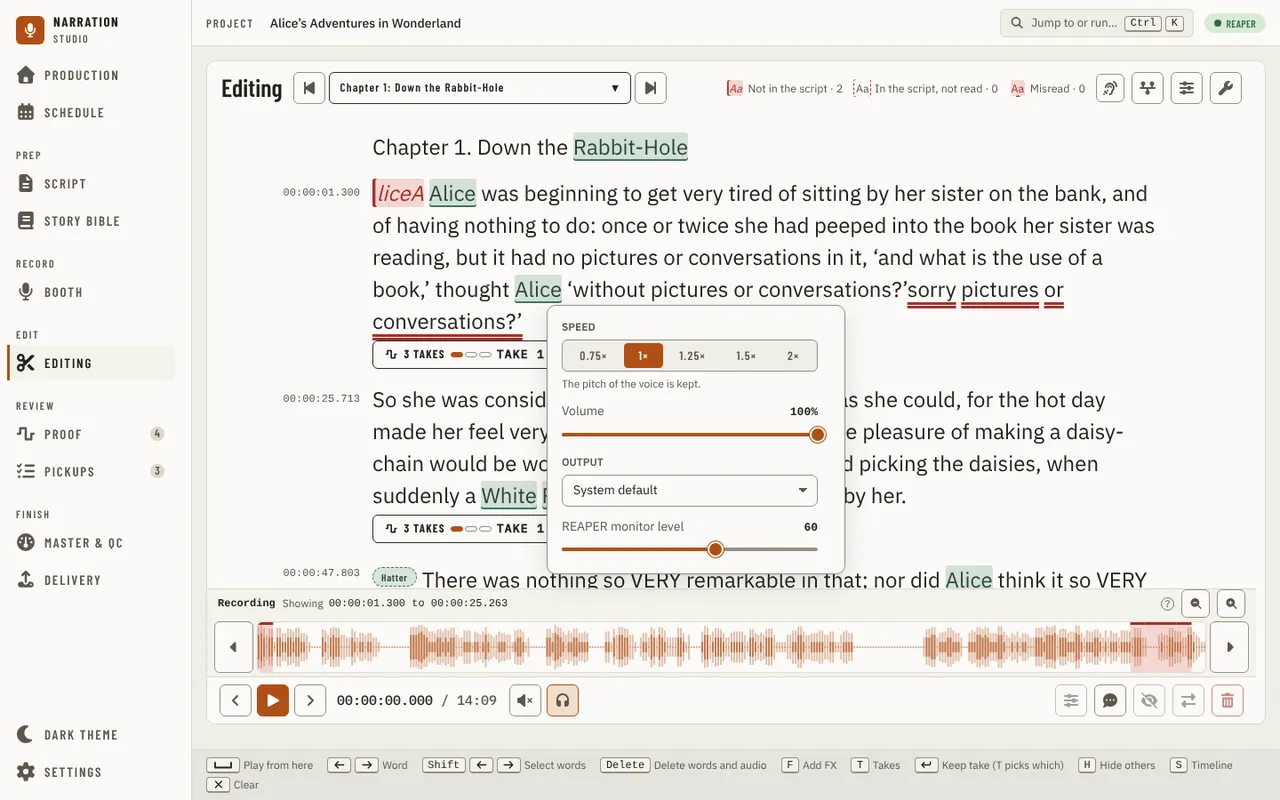 NARRATION
STUDIO
PRODUCTION
SCHEDULE
PREP
SCRIPT
STORY BIBLE
RECORD
BOOTH
EDIT
EDITING
REVIEW
PROOF 4
PICKUPS 3
FINISH
MASTER & QC
DELIVERY
DARK THEME
SETTINGS
PROJECT Alice's Adventures in Wonderland
Jump to or run... Ctrl K
REAPER
Editing
Chapter 1: Down the Rabbit-Hole
Aa Not in the script · 2 Aa In the script, not read · 0 Aa Misread · 0
Chapter 1. Down the Rabbit-Hole
00:00:01.300 liceA Alice was beginning to get very tired of sitting by her sister on the bank, and
of having nothing to do: once or twice she had peeped into the book her sister was
reading, but it had no pictures or conversations in it, ‘and what is the use of a
book,’ thought Alice ‘without pictures or conversations?’sorry pictures or
conversations?’
3 TAKES TAKE 1
00:00:25.713 So she was consid
as she could, for the hot day
made her feel very
e pleasure of making a daisy-
chain would be wo
d picking the daisies, when
suddenly a White
by her.
3 TAKES TAKE 1
00:00:47.803 Hatter There was nothing so VERY remarkable in that; nor did Alice think it so VERY
SPEED
0.75× 1× 1.25× 1.5× 2×
The pitch of the voice is kept.
Volume 100%
OUTPUT
System default
REAPER monitor level 60
Recording Showing 00:00:01.300 to 00:00:25.263
00:00:00.000 / 14:09
Play from here ← → Word Shift ← → Select words Delete Delete words and audio F Add FX T Takes ↵ Keep take (T picks which) H Hide others S Timeline
✕ Clear